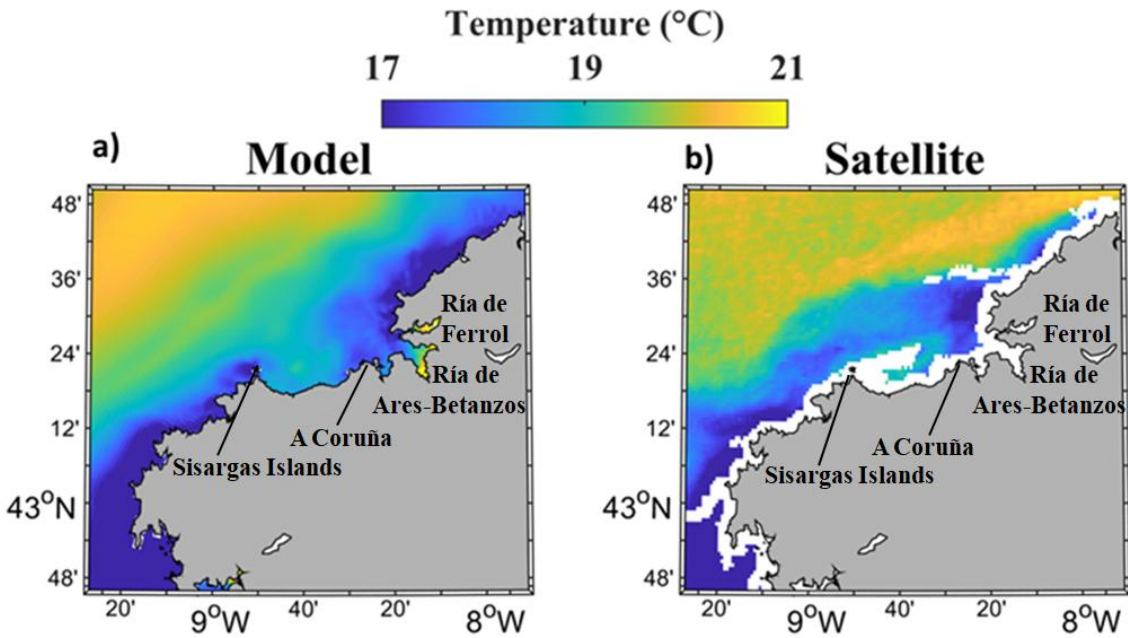 Temperature (°C)
17 19 21
a) Model
b) Satellite
48'
36'
24'
12'
43°N
48'
20' 9°W 40' 20' 8°W
Ría de
Ferrol
Ría de
Ares-Betanzos
A Coruña
Sisargas Islands
48'
36'
24'
12'
43°N
48'
20' 9°W 40' 20' 8°W
Ría de
Ferrol
Ría de
Ares-Betanzos
A Coruña
Sisargas Islands